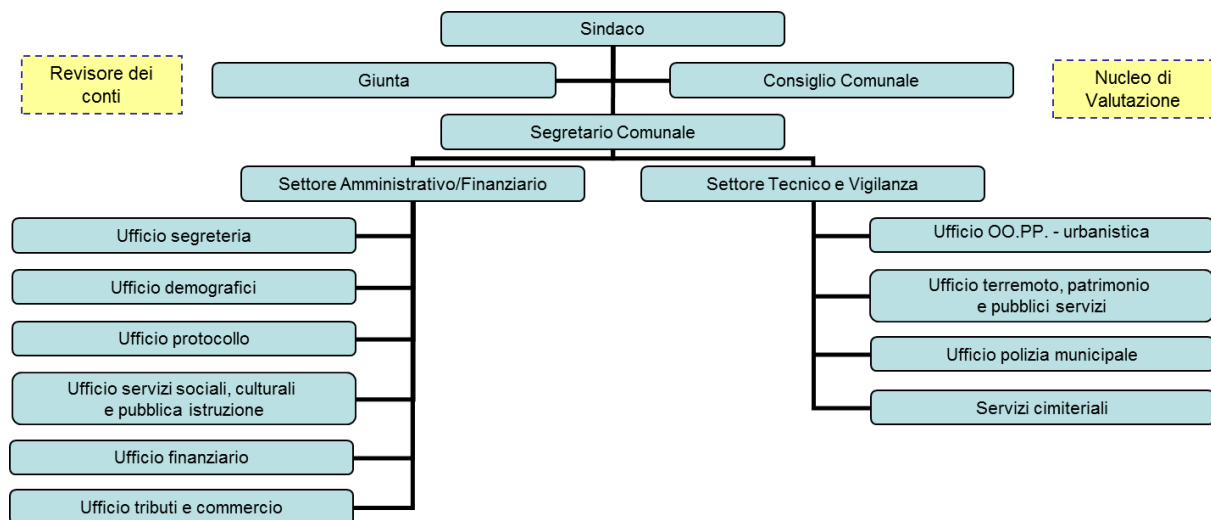 Sindaco
Revisore dei
conti
Giunta
Consiglio Comunale
Nucleo di
Valutazione
Segretario Comunale
Settore Amministrativo/Finanziario
Settore Tecnico e Vigilanza
Ufficio segreteria
Ufficio demografici
Ufficio protocollo
Ufficio servizi sociali, culturali
e pubblica istruzione
Ufficio finanziario
Ufficio tributi e commercio
Ufficio OO.PP. - urbanistica
Ufficio terremoto, patrimonio
e pubblici servizi
Ufficio polizia municipale
Servizi cimiteriali